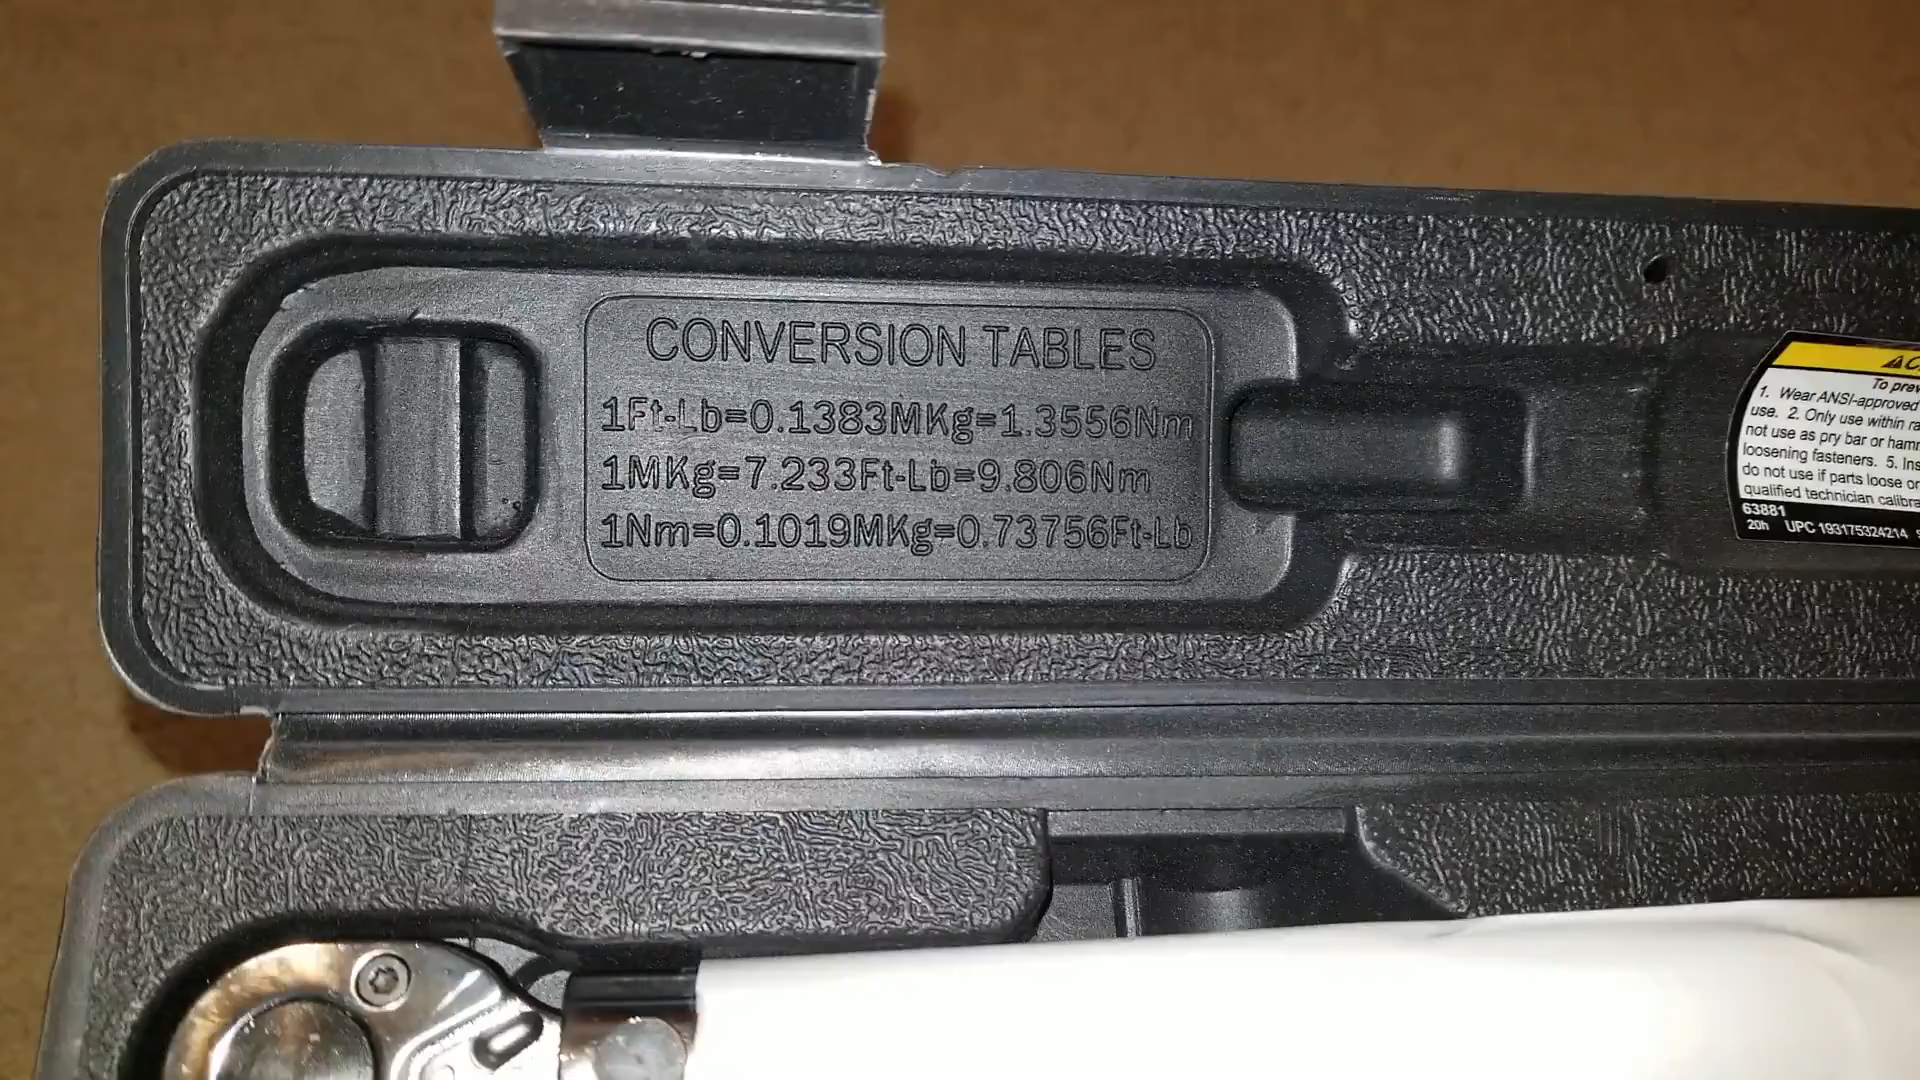 CONVERSION TABLES
1Ft-Lb=0.1383MKg=1.3556Nm
1MKg=7.233Ft-Lb=9.806Nm
1Nm=0.1019MKg=0.73756Ft-Lb
To
1. Wear ANSI-approved
use. 2. Only use within
not use as pry bar or
loosening fasteners. 5.
do not use if parts loose or
qualified technician
63881
20h UPC 193175324214